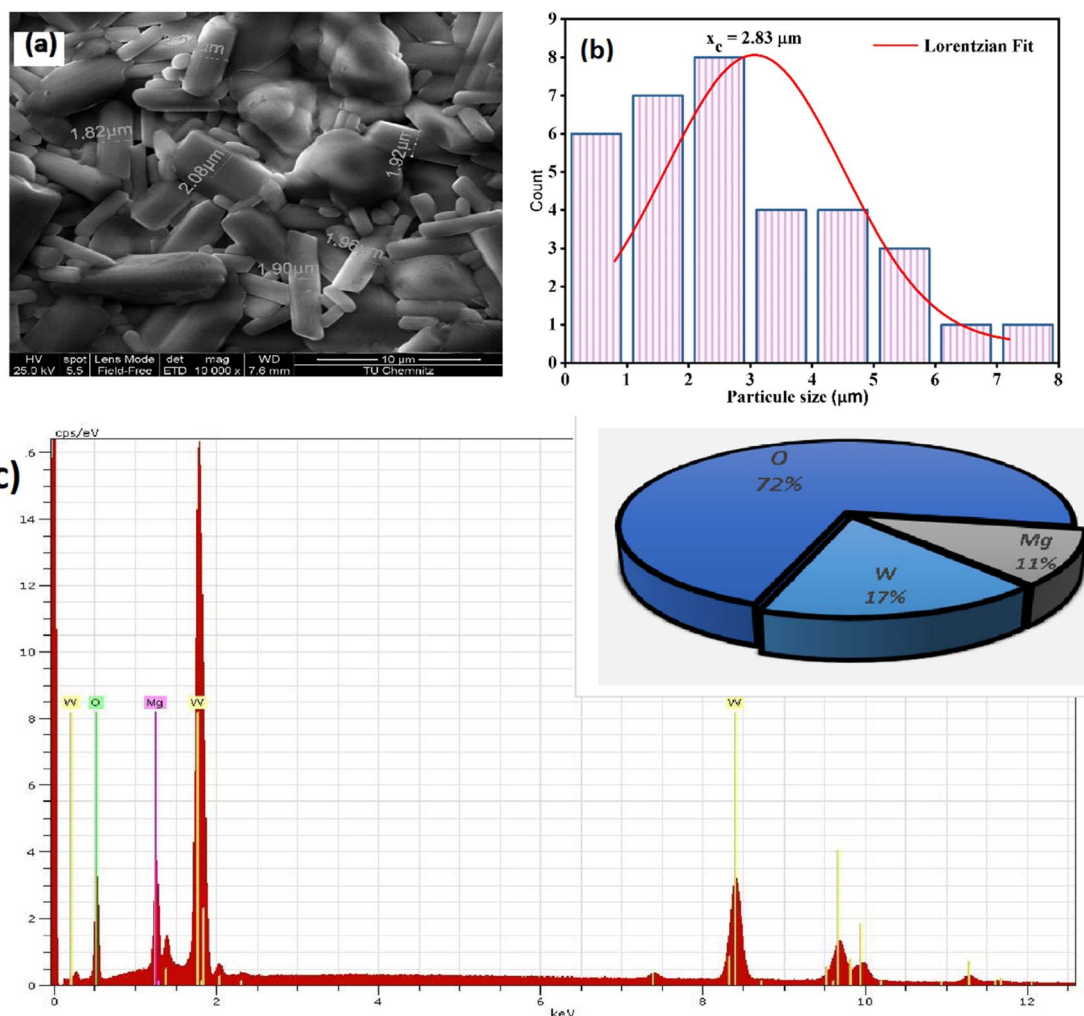 (a)
1.82µm
2.08µm
1.92µm
1.96µm
1.90µm
HV spot Lens Mode det mag WD 10 µm
25.0 kV 5.5 Field-Free ETD 10 000 x 7.6 mm TU Chemnitz
(b)
x_c = 2.83 µm
Lorentzian Fit
Count
9
8
7
6
5
4
3
2
1
0
0 1 2 3 4 5 6 7 8
Particule size (µm)
c)
cps/eV
.6
14
12
10
8
6
4
2
0
W O Mg W W
0 2 4 6 8 10 12
keV
O
72%
Mg
11%
W
17%